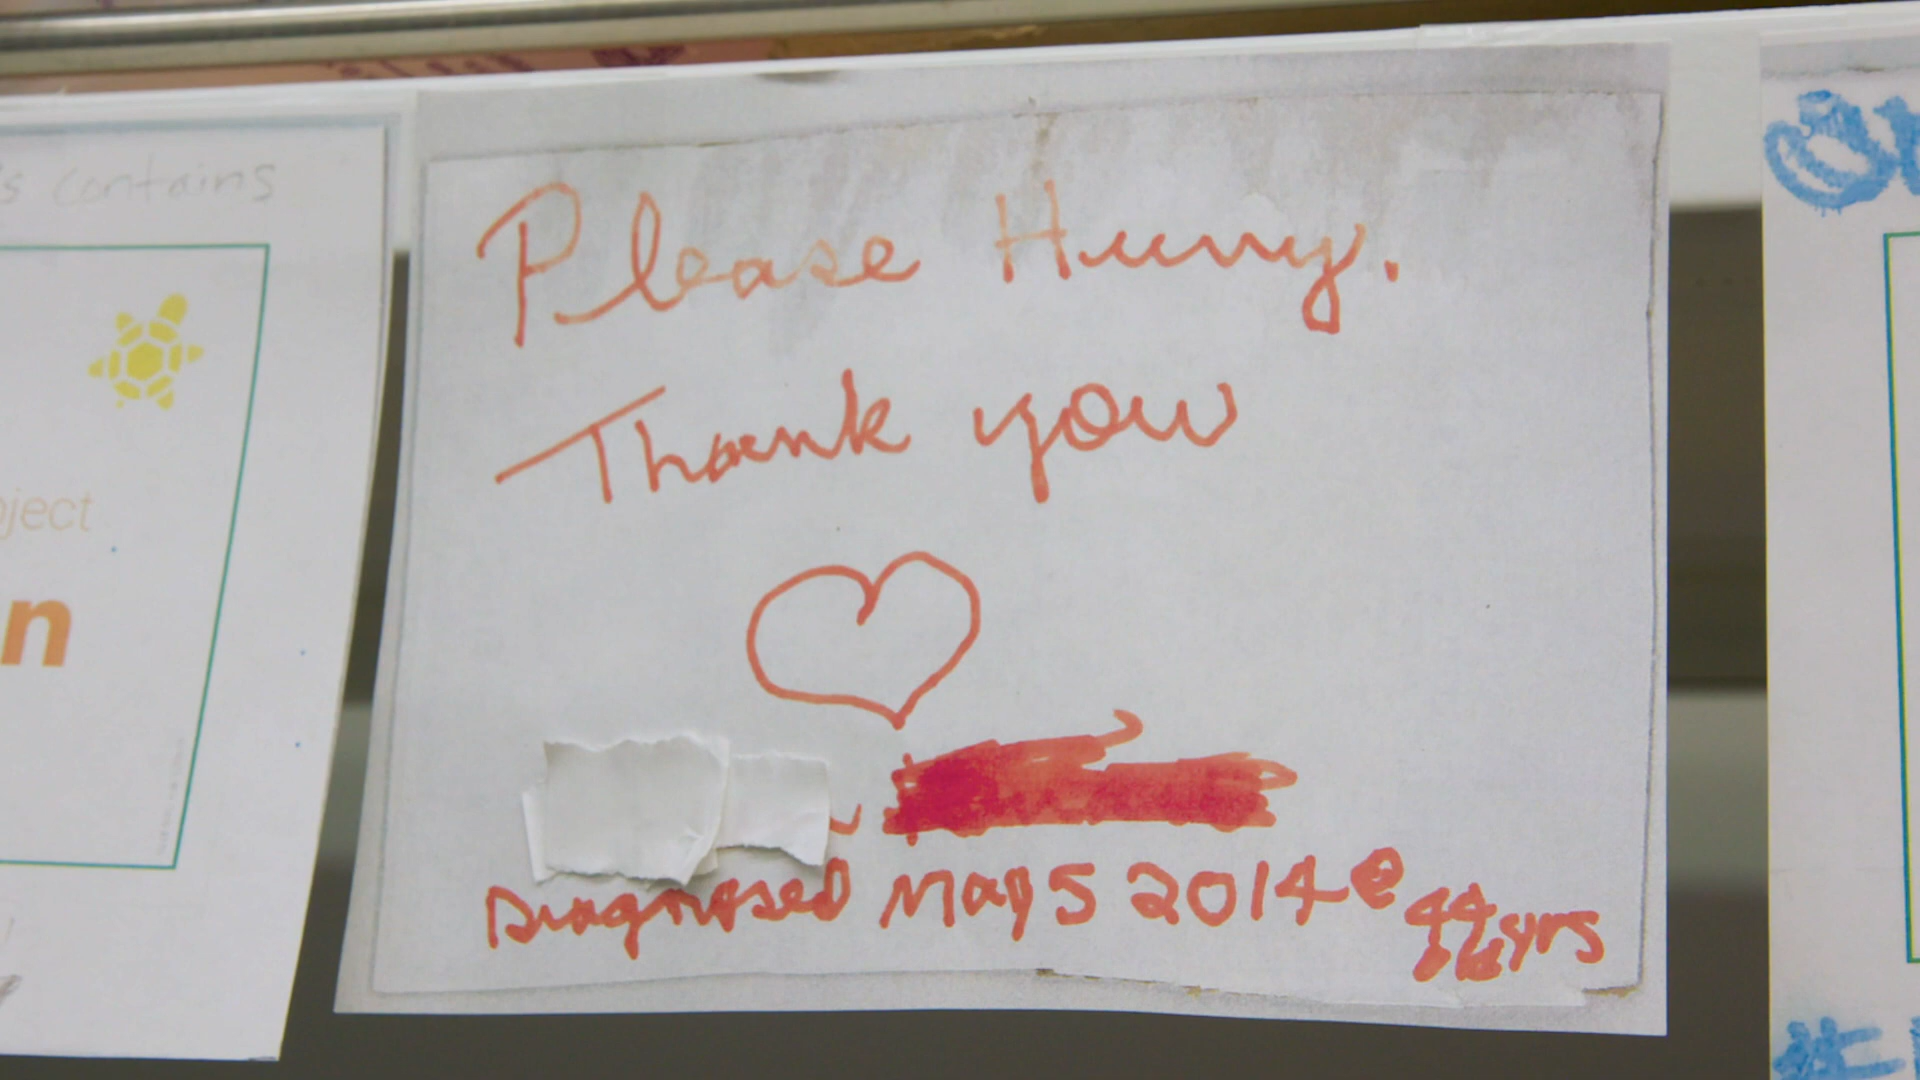 s contains
ject
n
Please Hurry.
Thank you
Diagnosed May 5 2014 @ 44 yrs